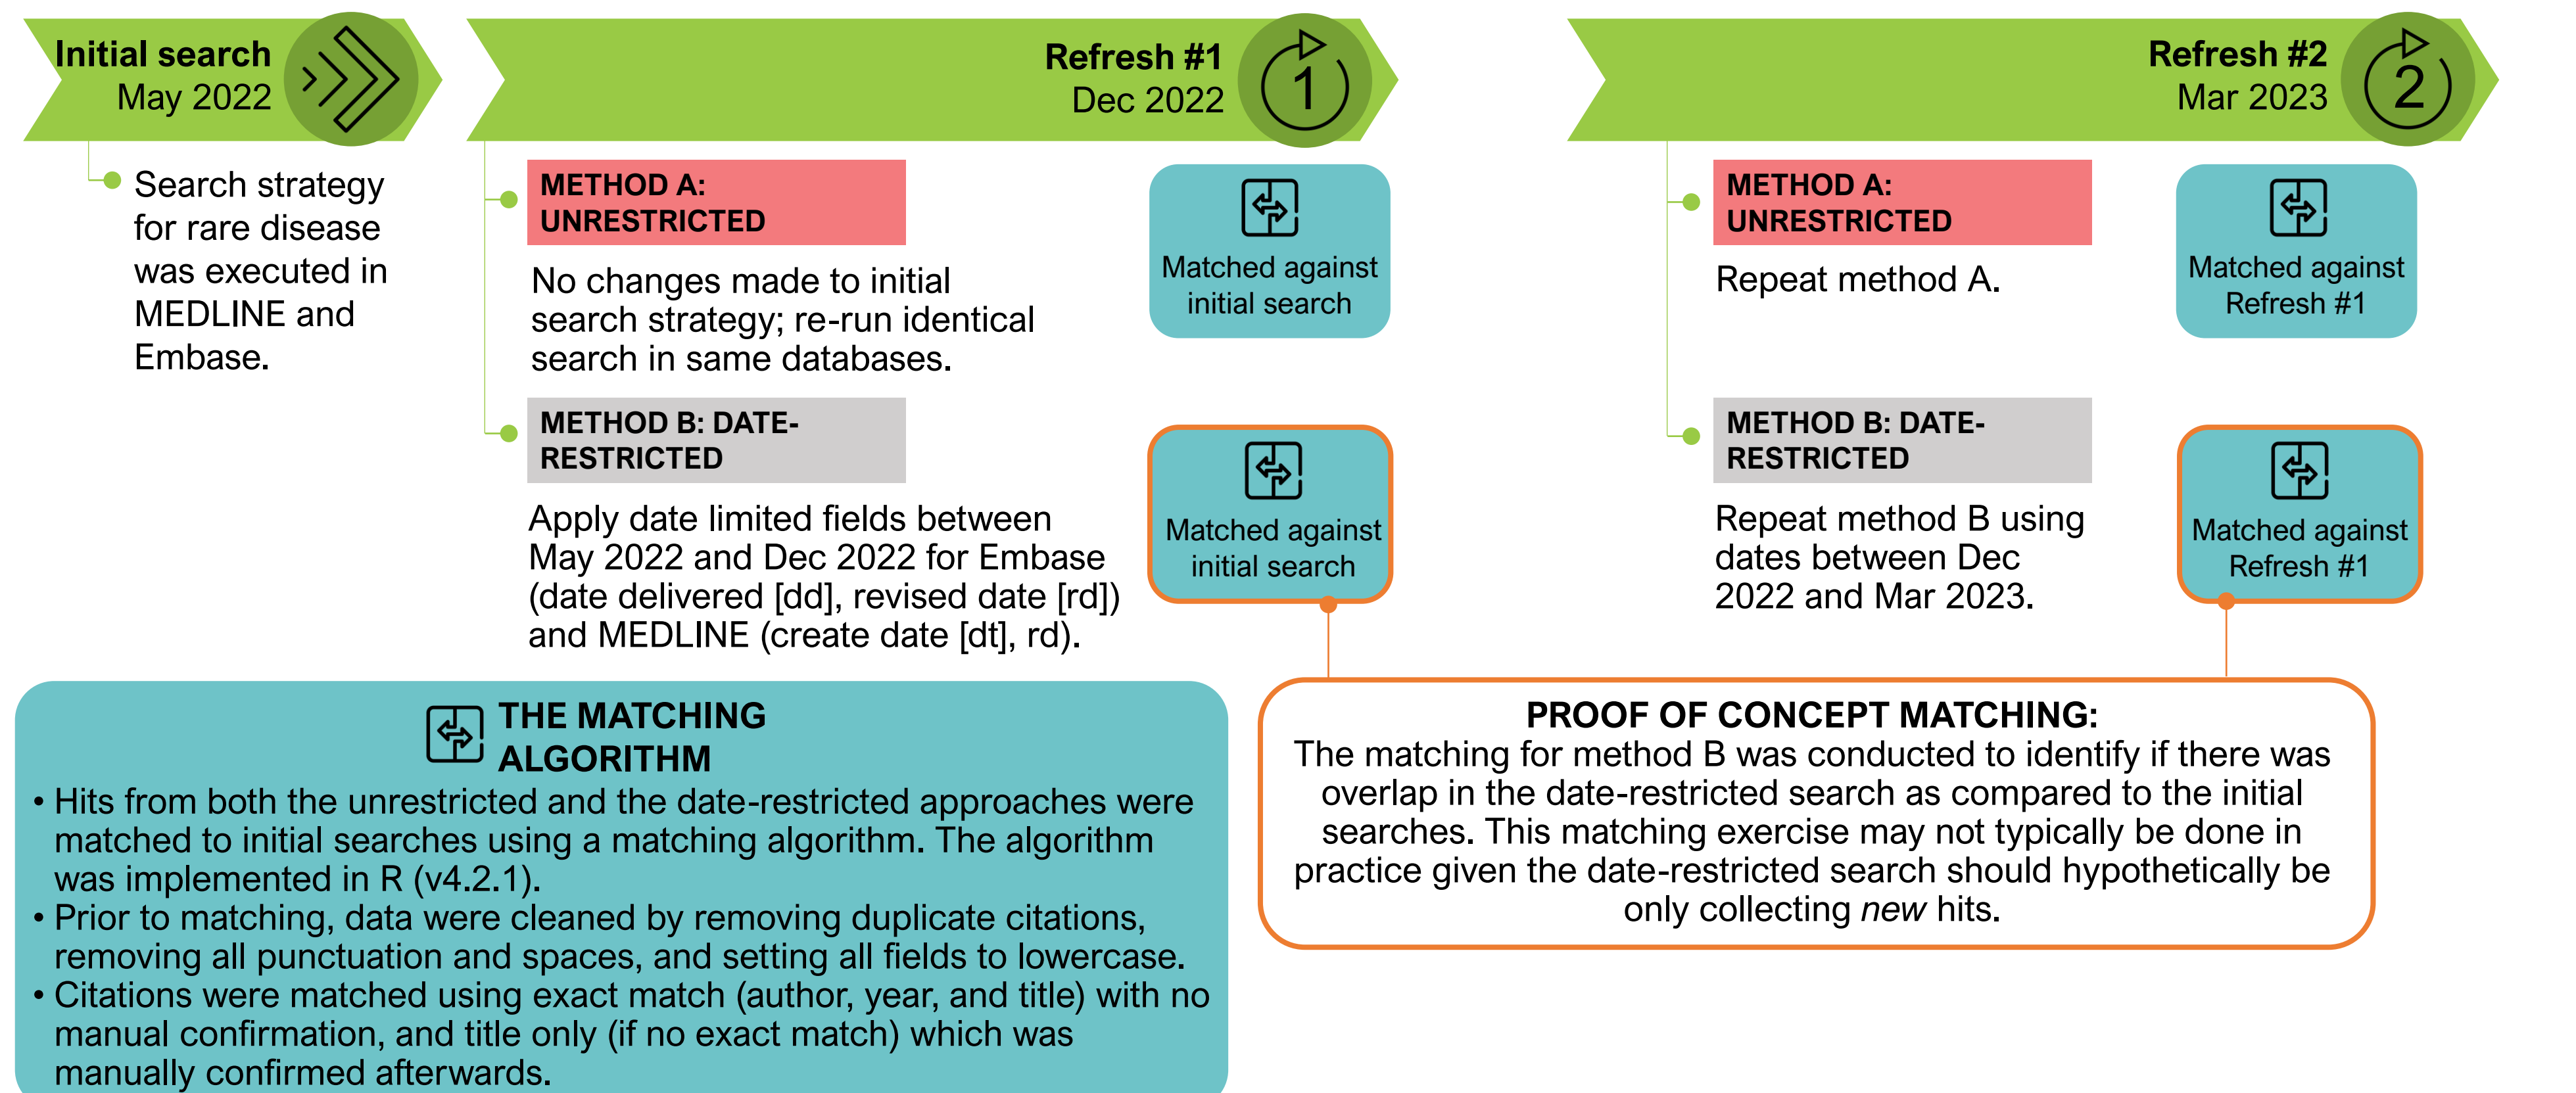 Initial search
May 2022
Search strategy
for rare disease
was executed in
MEDLINE and
Embase.
Refresh #1
Dec 2022
1
METHOD A:
UNRESTRICTED
No changes made to initial
search strategy; re-run identical
search in same databases.
Matched against
initial search
METHOD B: DATE-
RESTRICTED
Apply date limited fields between
May 2022 and Dec 2022 for Embase
(date delivered [dd], revised date [rd])
and MEDLINE (create date [dt], rd).
Matched against
initial search
Refresh #2
Mar 2023
2
METHOD A:
UNRESTRICTED
Repeat method A.
Matched against
Refresh #1
METHOD B: DATE-
RESTRICTED
Repeat method B using
dates between Dec
2022 and Mar 2023.
Matched against
Refresh #1
THE MATCHING
ALGORITHM
• Hits from both the unrestricted and the date-restricted approaches were
matched to initial searches using a matching algorithm. The algorithm
was implemented in R (v4.2.1).
• Prior to matching, data were cleaned by removing duplicate citations,
removing all punctuation and spaces, and setting all fields to lowercase.
• Citations were matched using exact match (author, year, and title) with no
manual confirmation, and title only (if no exact match) which was
manually confirmed afterwards.
PROOF OF CONCEPT MATCHING:
The matching for method B was conducted to identify if there was
overlap in the date-restricted search as compared to the initial
searches. This matching exercise may not typically be done in
practice given the date-restricted search should hypothetically be
only collecting new hits.